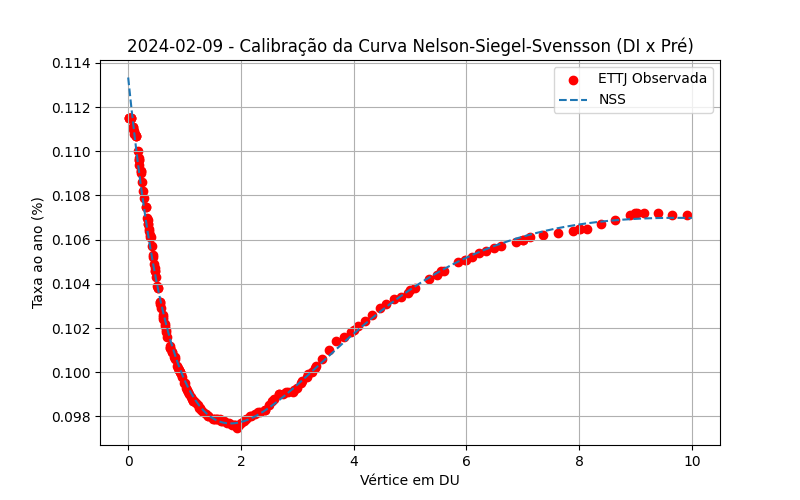 2024-02-09 - Calibração da Curva Nelson-Siegel-Svensson (DI x Pré)
ETTJ Observada
NSS
Taxa ao ano (%)
0.114
0.112
0.110
0.108
0.106
0.104
0.102
0.100
0.098
0 2 4 6 8 10
Vértice em DU